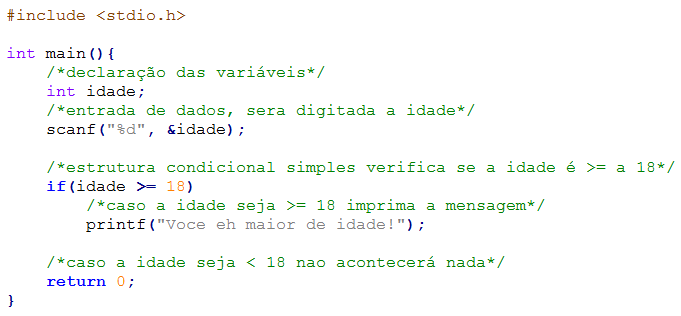 #include <stdio.h>
int main(){
/*declaração das variáveis*/
int idade;
/*entrada de dados, sera digitada a idade*/
scanf("%d", &idade);
/*estrutura condicional simples verifica se a idade é >= a 18*/
if(idade >= 18)
/*caso a idade seja >= 18 imprima a mensagem*/
printf("Voce eh maior de idade!");
/*caso a idade seja < 18 nao acontecerá nada*/
return 0;
}